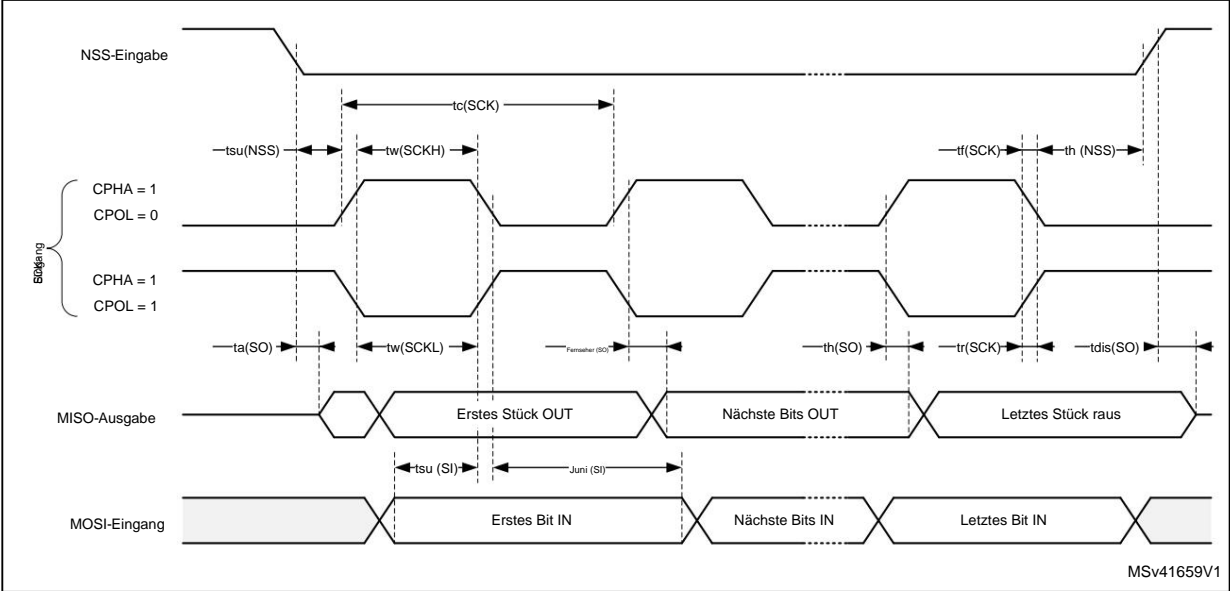 NSS-Eingabe
tc(SCK)
tsu(NSS)
tw(SCKH)
tf(SCK)
th (NSS)
CPHA = 1
CPOL = 0
CPHA = 1
CPOL = 1
ta(SO)
tw(SCKL)
Fernseher (SO)
th(SO)
tr(SCK)
tdis(SO)
MISO-Ausgabe
Erstes Stück OUT
Nächste Bits OUT
Letztes Stück raus
tsu (SI)
Juni (SI)
MOSI-Eingang
Erstes Bit IN
Nächste Bits IN
Letztes Bit IN
MSv41659V1